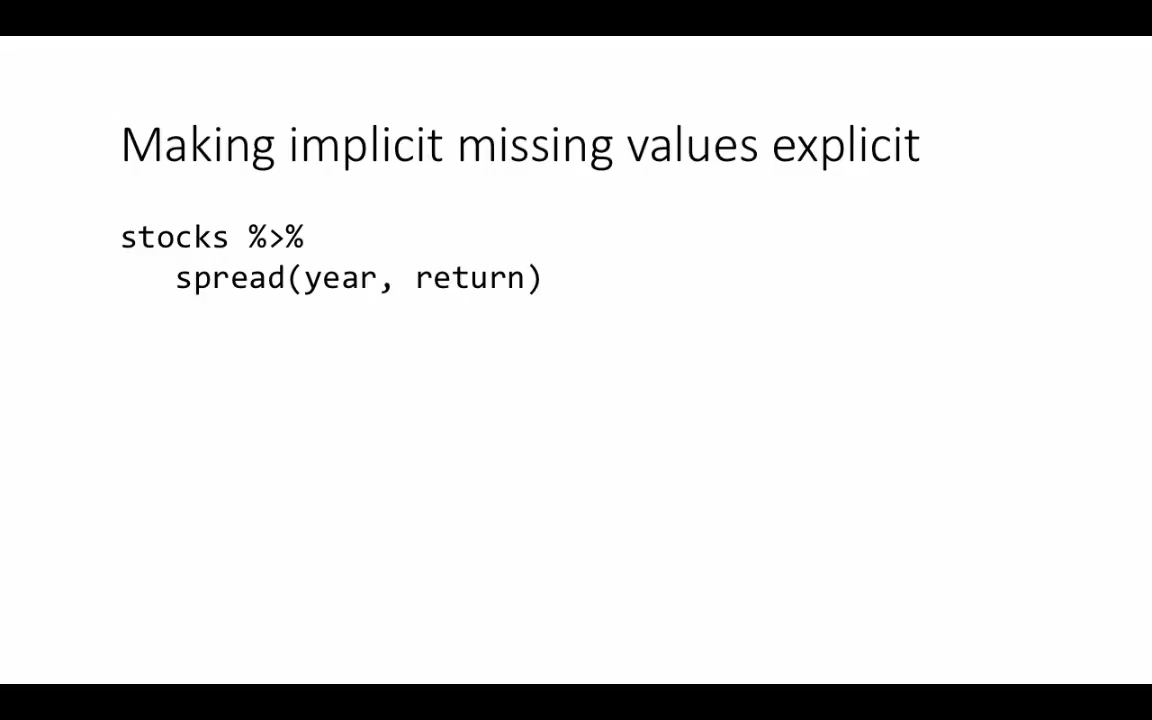 Making implicit missing values explicit
stocks %>%
spread(year, return)